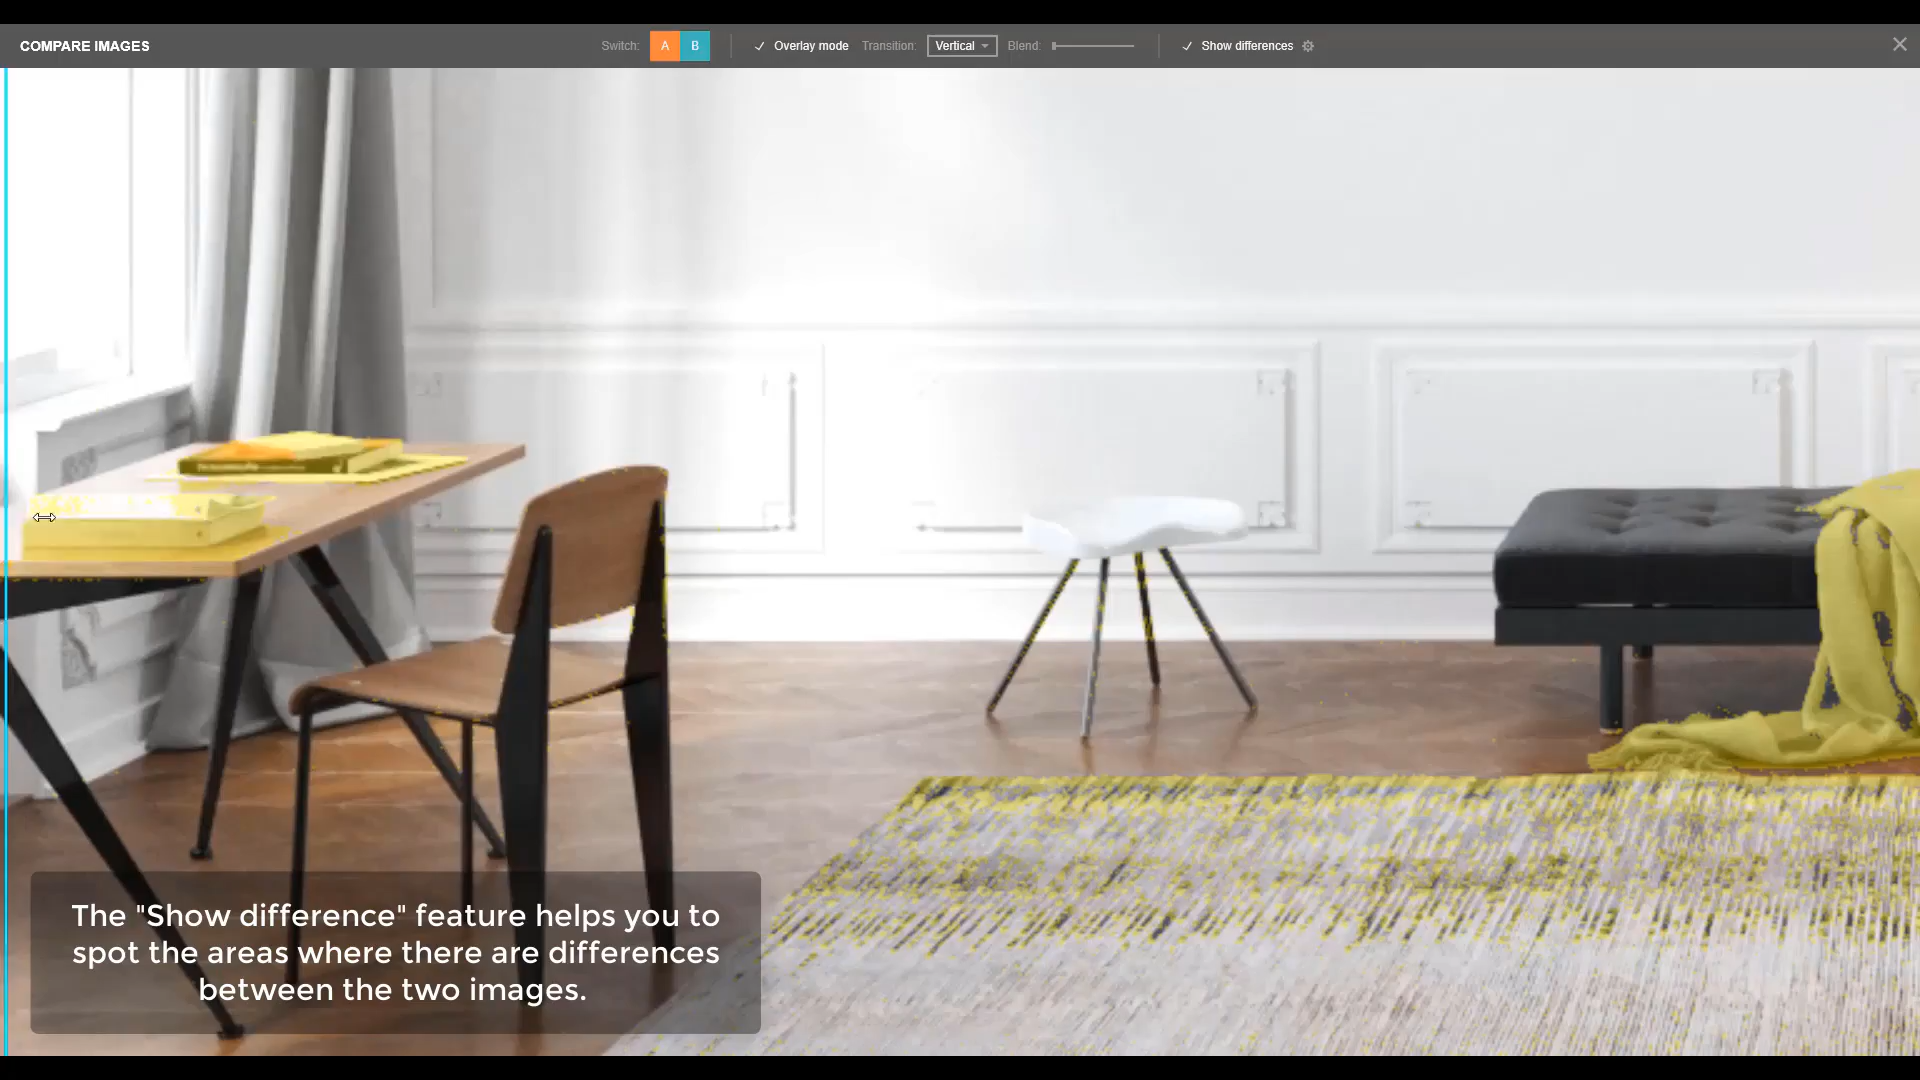 COMPARE IMAGES
Switch: A B Overlay mode Transition: Vertical Blend: Show differences
The "Show difference" feature helps you to
spot the areas where there are differences
between the two images.